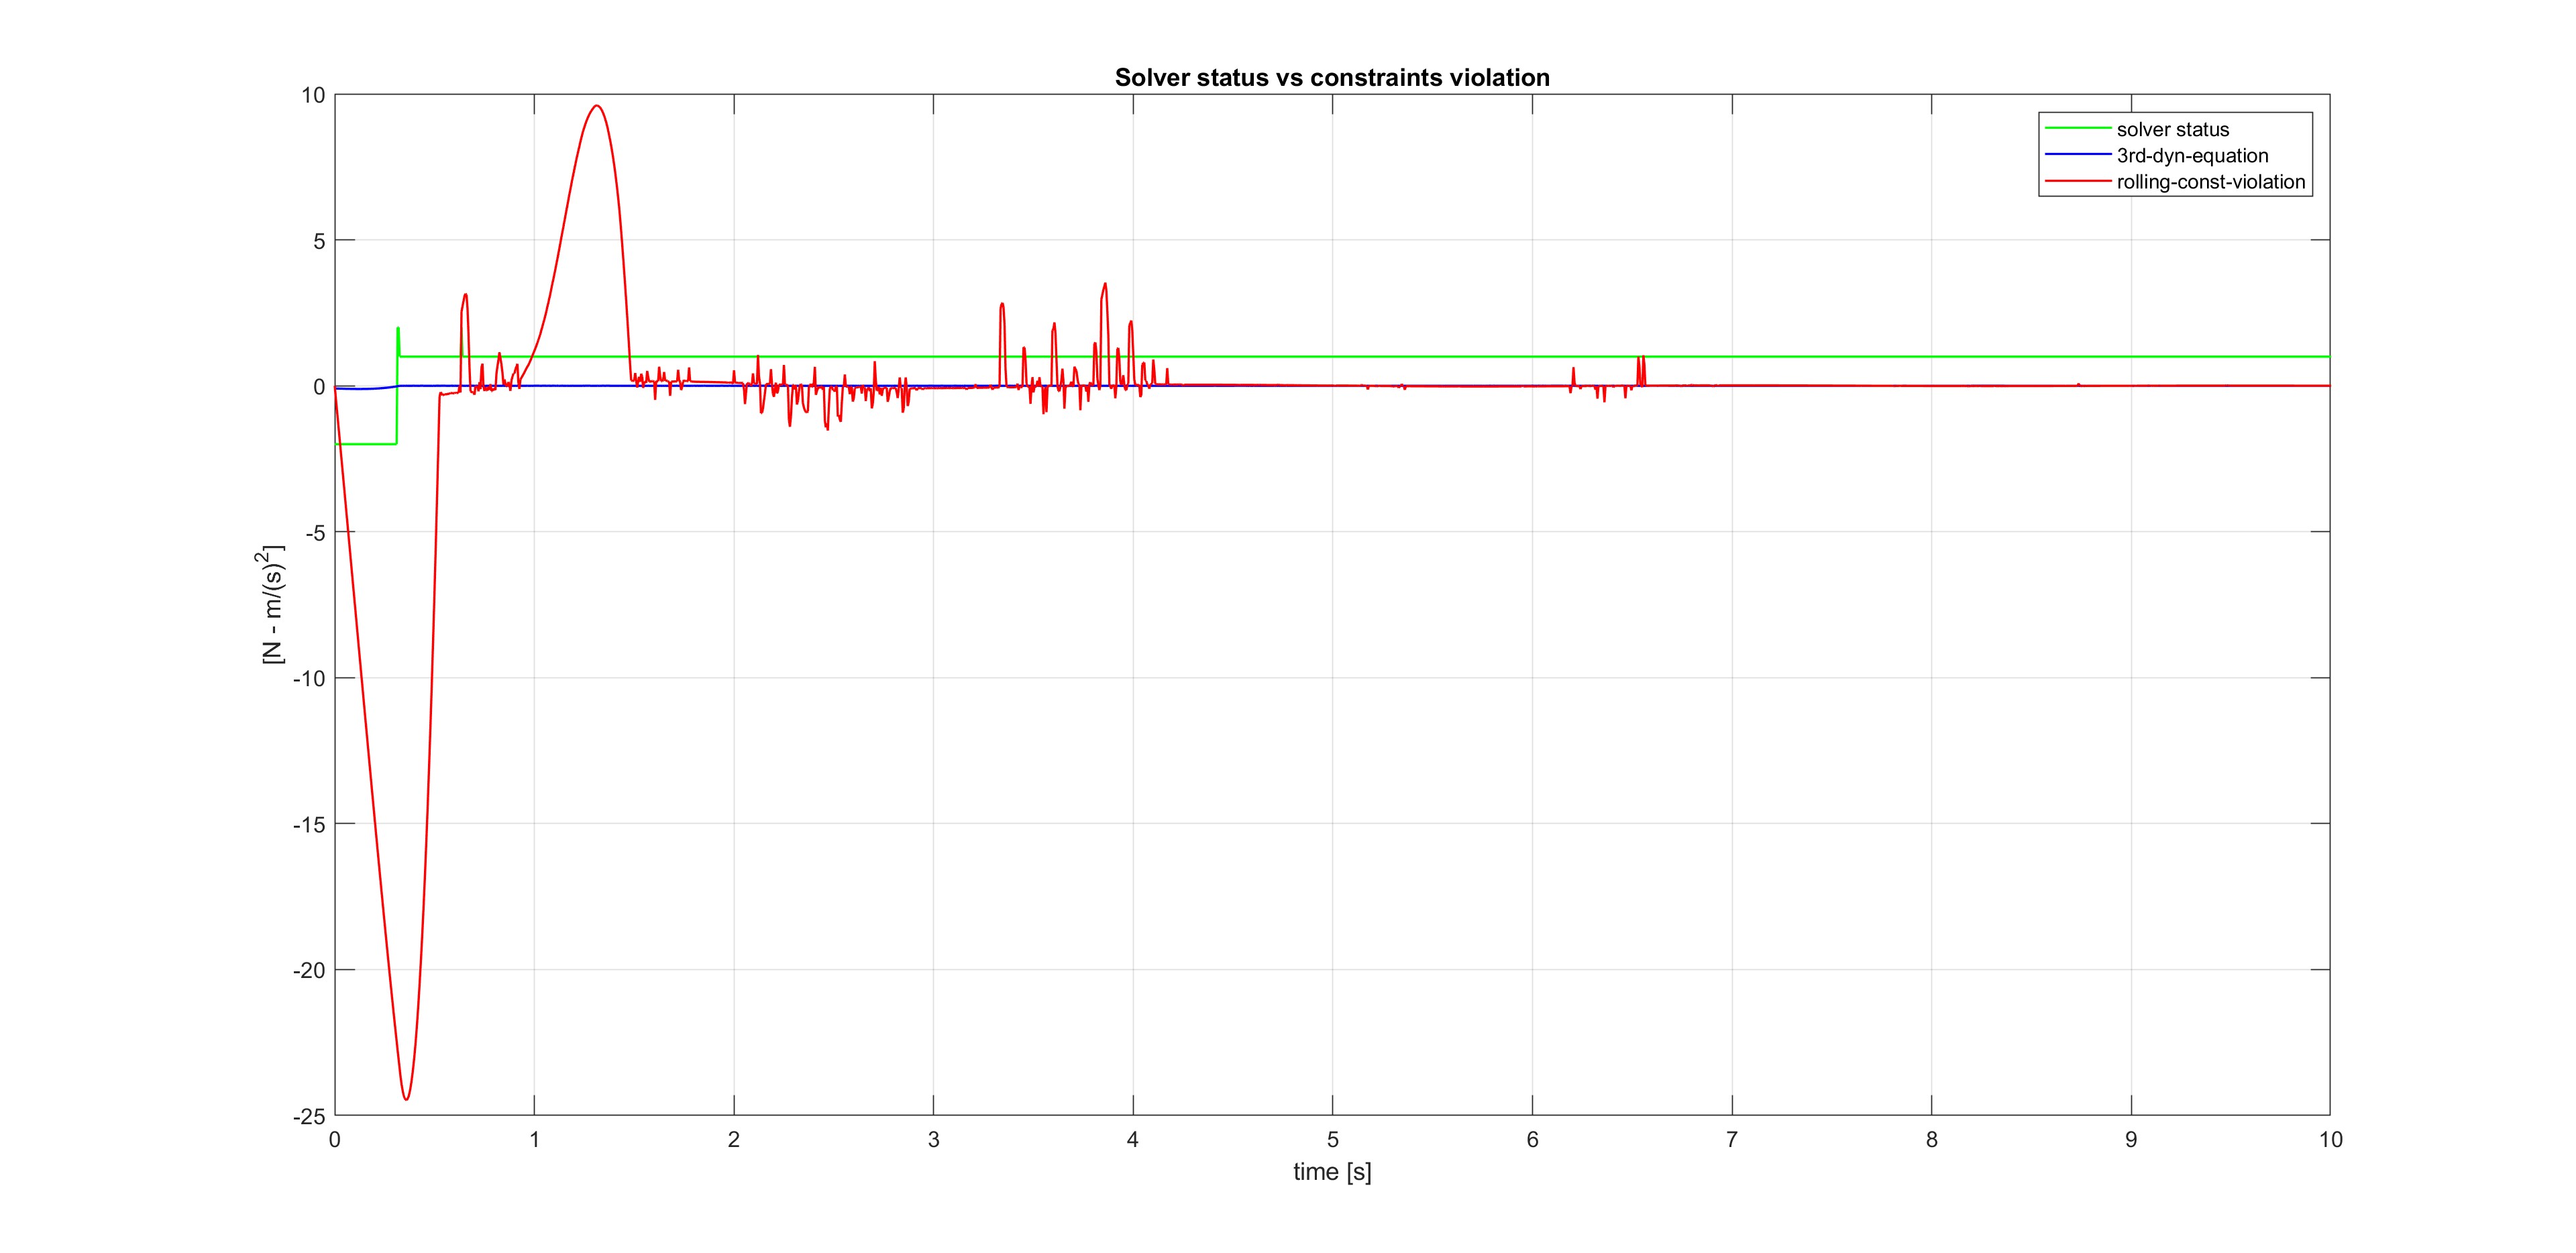 Solver status vs constraints violation
solver status
3rd-dyn-equation
rolling-const-violation
10
5
0
-5
-10
-15
-20
-25
[N - m/(s)²]
0 1 2 3 4 5 6 7 8 9 10
time [s]